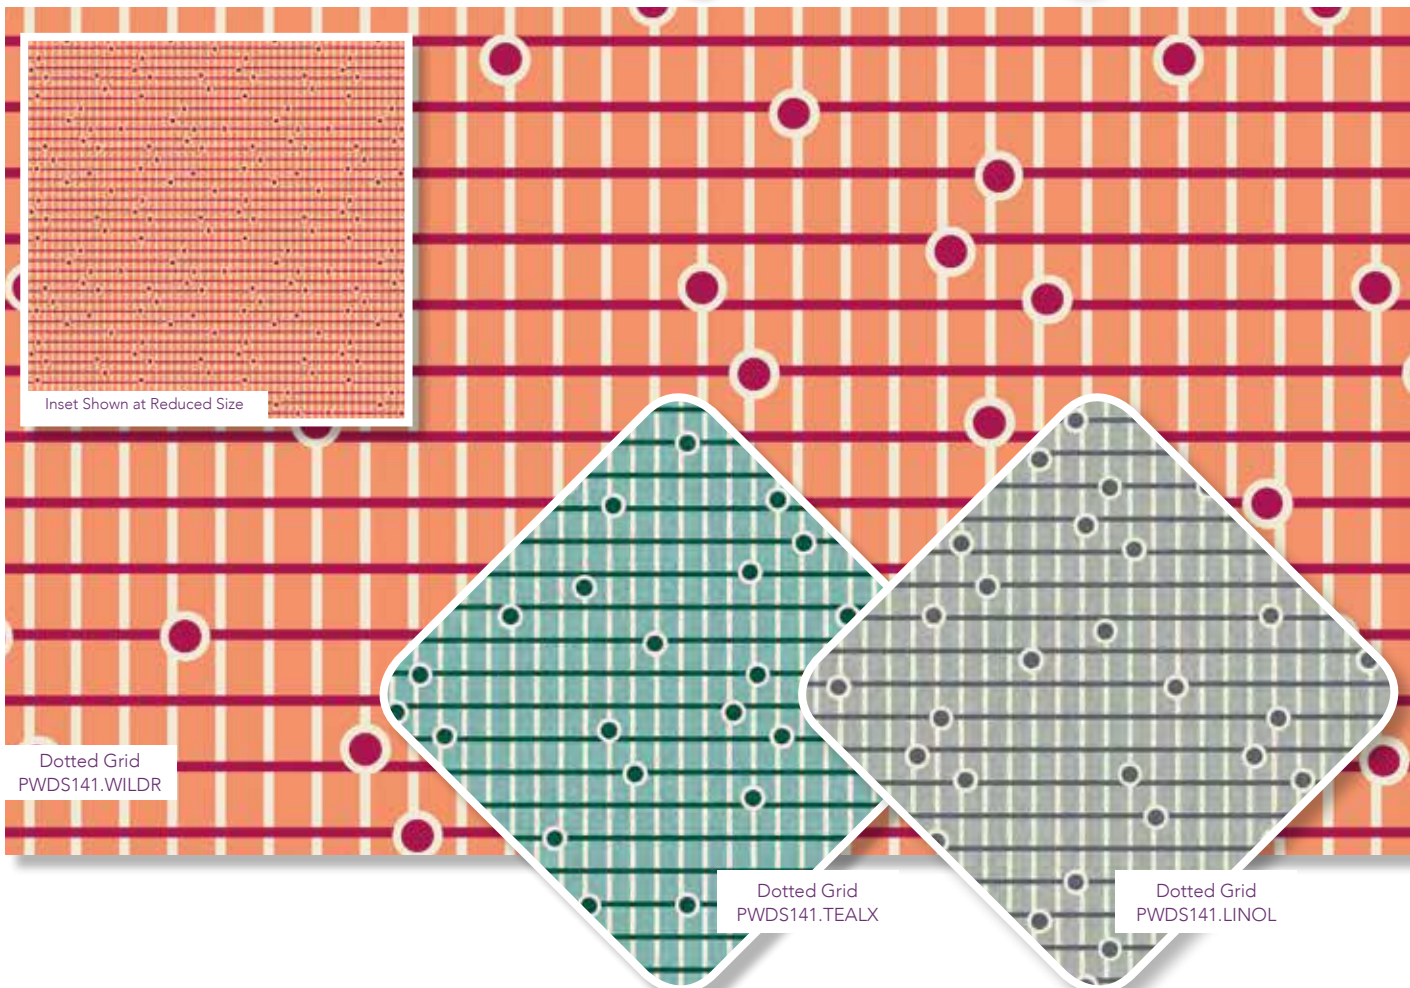 Inset Shown at Reduced Size
Dotted Grid
PWDS141.WILDR
Dotted Grid
PWDS141.TEALX
Dotted Grid
PWDS141.LINOL